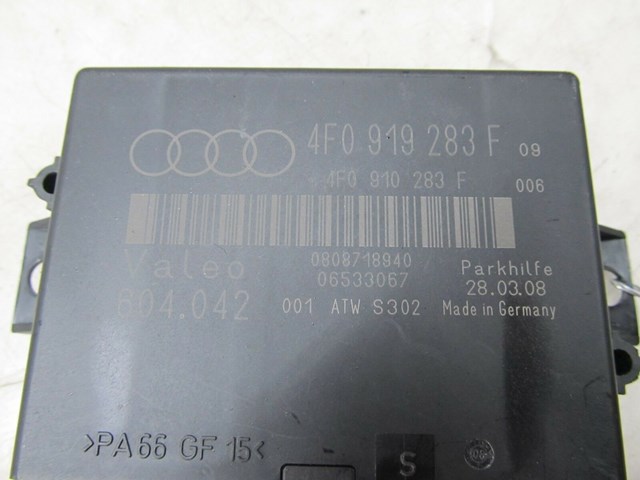 4F0 919 283 F 09
4F0 910 283 F 006
Valeo 0808718940
06533067 Parkhilfe
604.042 001 ATW S302 28.03.08
Made in Germany
>PA66 GF 15<
S